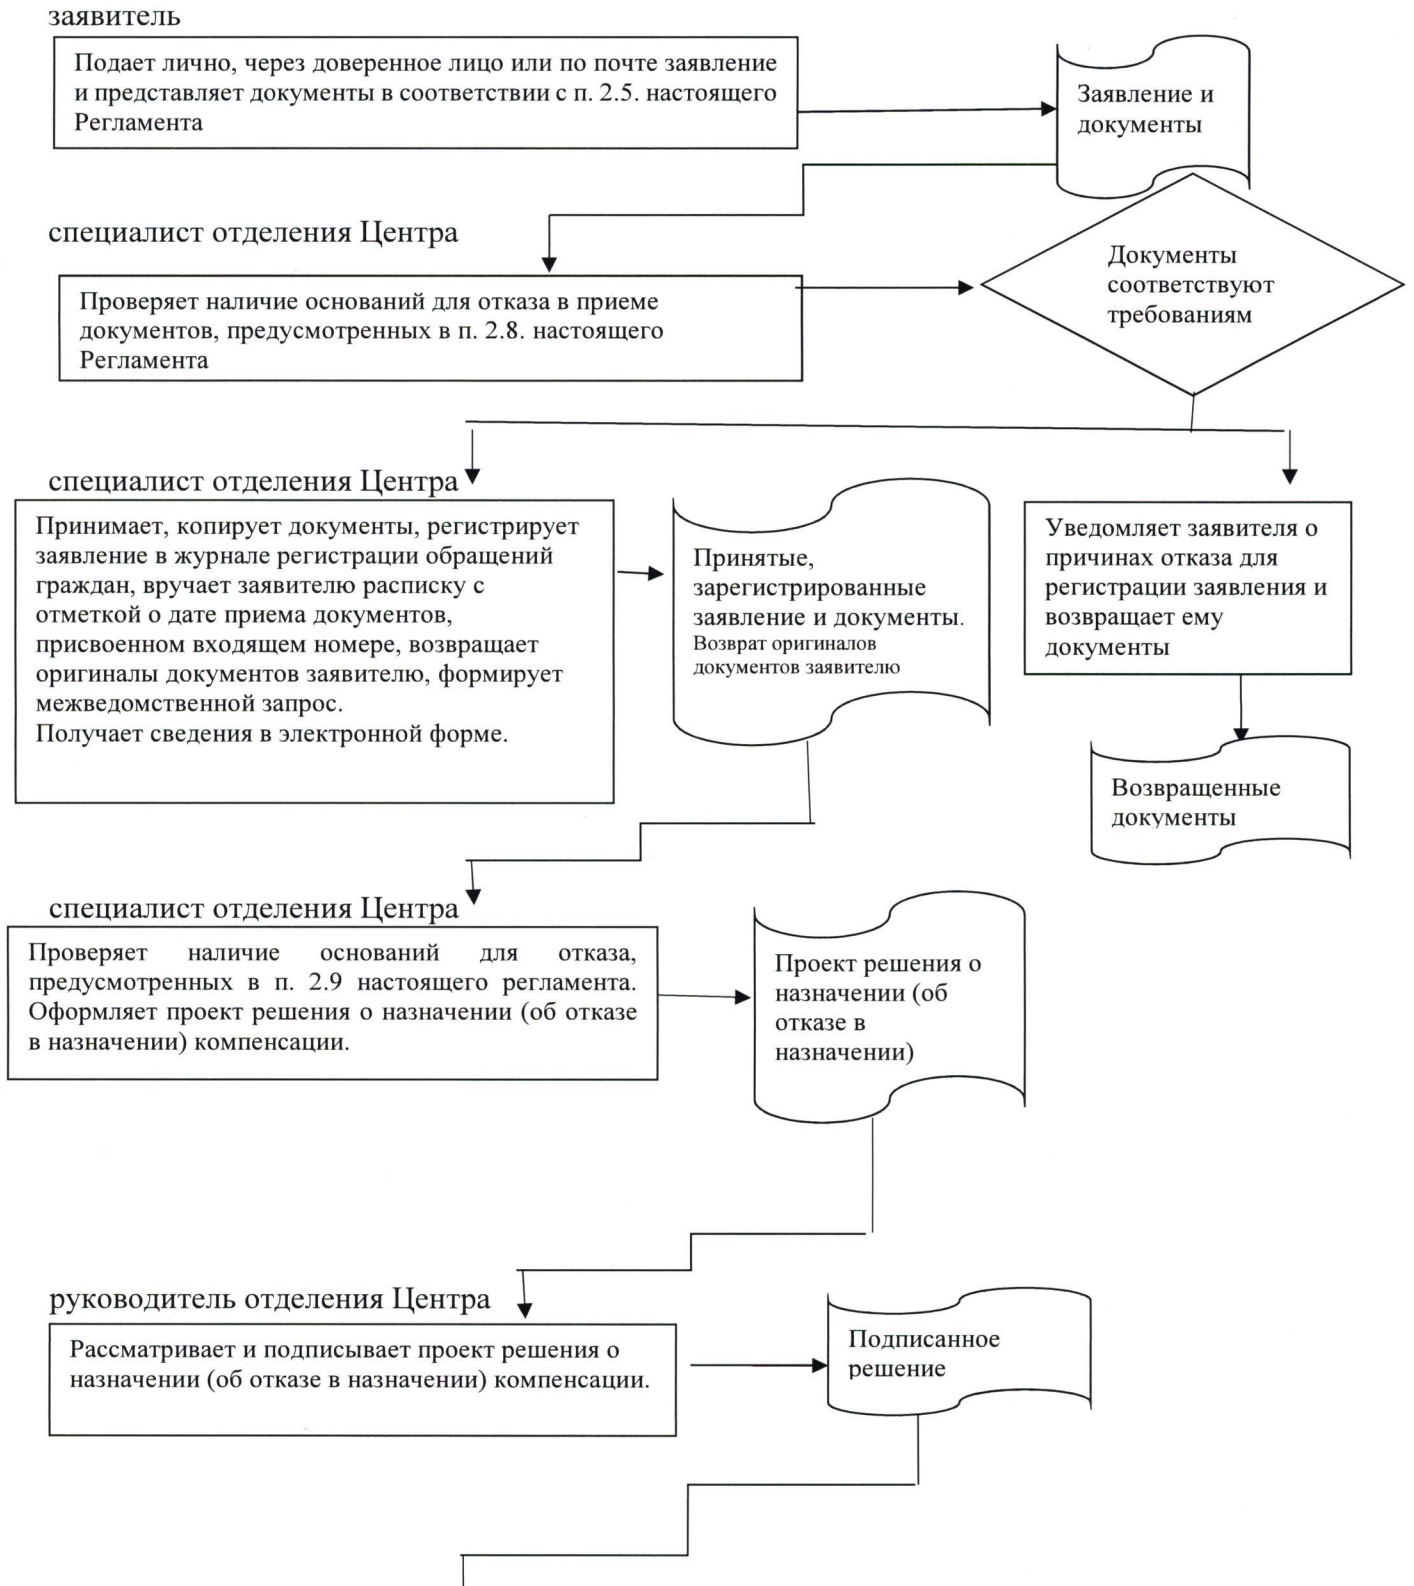 заявитель
Подает лично, через доверенное лицо или по почте заявление
и представляет документы в соответствии с п. 2.5. настоящего
Регламента
Заявление и
документы
специалист отделения Центра
Проверяет наличие оснований для отказа в приеме
документов, предусмотренных в п. 2.8. настоящего
Регламента
Документы
соответствуют
требованиям
специалист отделения Центра
Принимает, копирует документы, регистрирует
заявление в журнале регистрации обращений
граждан, вручает заявителю расписку с
отметкой о дате приема документов,
присвоенном входящем номере, возвращает
оригиналы документов заявителю, формирует
межведомственной запрос.
Получает сведения в электронной форме.
Принятые,
зарегистрированные
заявление и документы.
Возврат оригиналов
документов заявителю
Уведомляет заявителя о
причинах отказа для
регистрации заявления и
возвращает ему
документы
Возвращенные
документы
специалист отделения Центра
Проверяет наличие оснований для отказа,
предусмотренных в п. 2.9 настоящего регламента.
Оформляет проект решения о назначении (об отказе
в назначении) компенсации.
Проект решения о
назначении (об
отказе в
назначении)
руководитель отделения Центра
Рассматривает и подписывает проект решения о
назначении (об отказе в назначении) компенсации.
Подписанное
решение